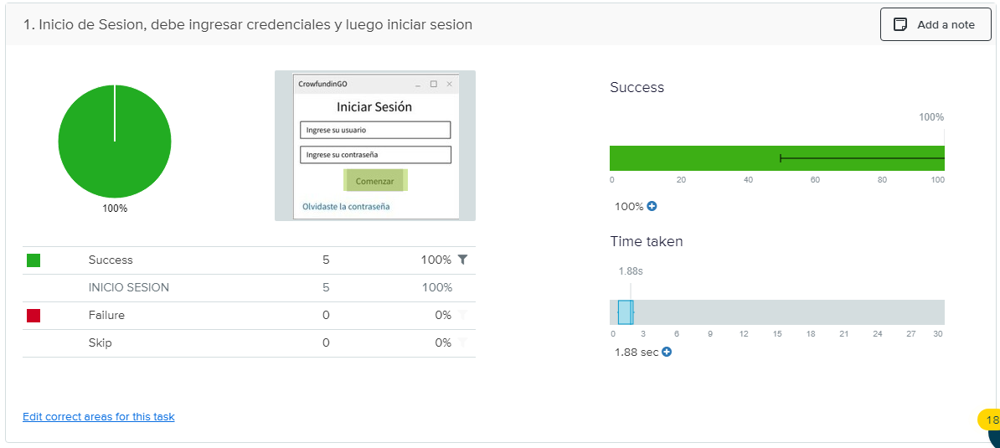 1. Inicio de Sesion, debe ingresar credenciales y luego iniciar sesion
Add a note
100%
CrowfundinGO
Iniciar Sesión
Ingrese su usuario
Ingrese su contraseña
Comenzar
Olvidaste la contraseña
Success 5 100%
INICIO SESION 5 100%
Failure 0 0%
Skip 0 0%
Edit correct areas for this task
Success
100%
0 20 40 60 80 100
100%
Time taken
1.88s
0 3 6 9 12 15 18 21 24 27 30
1.88 sec
18